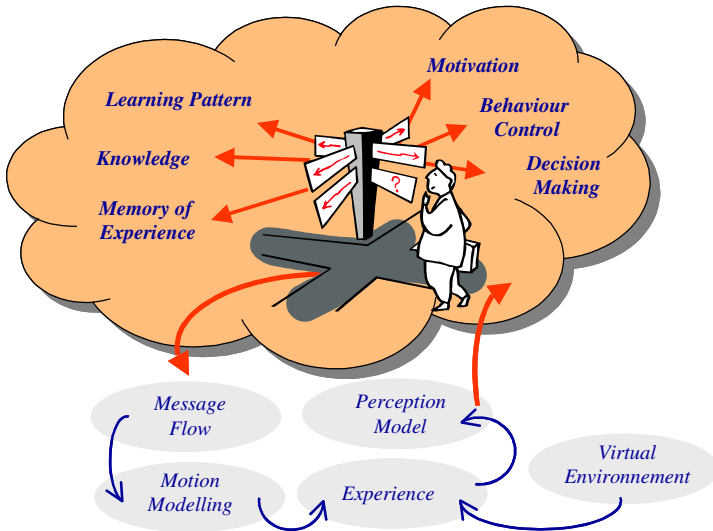 Motivation
Learning Pattern
Behaviour
Control
Knowledge
Decision
Making
Memory of
Experience
?
Message
Flow
Perception
Model
Virtual
Environnement
Motion
Modelling
Experience